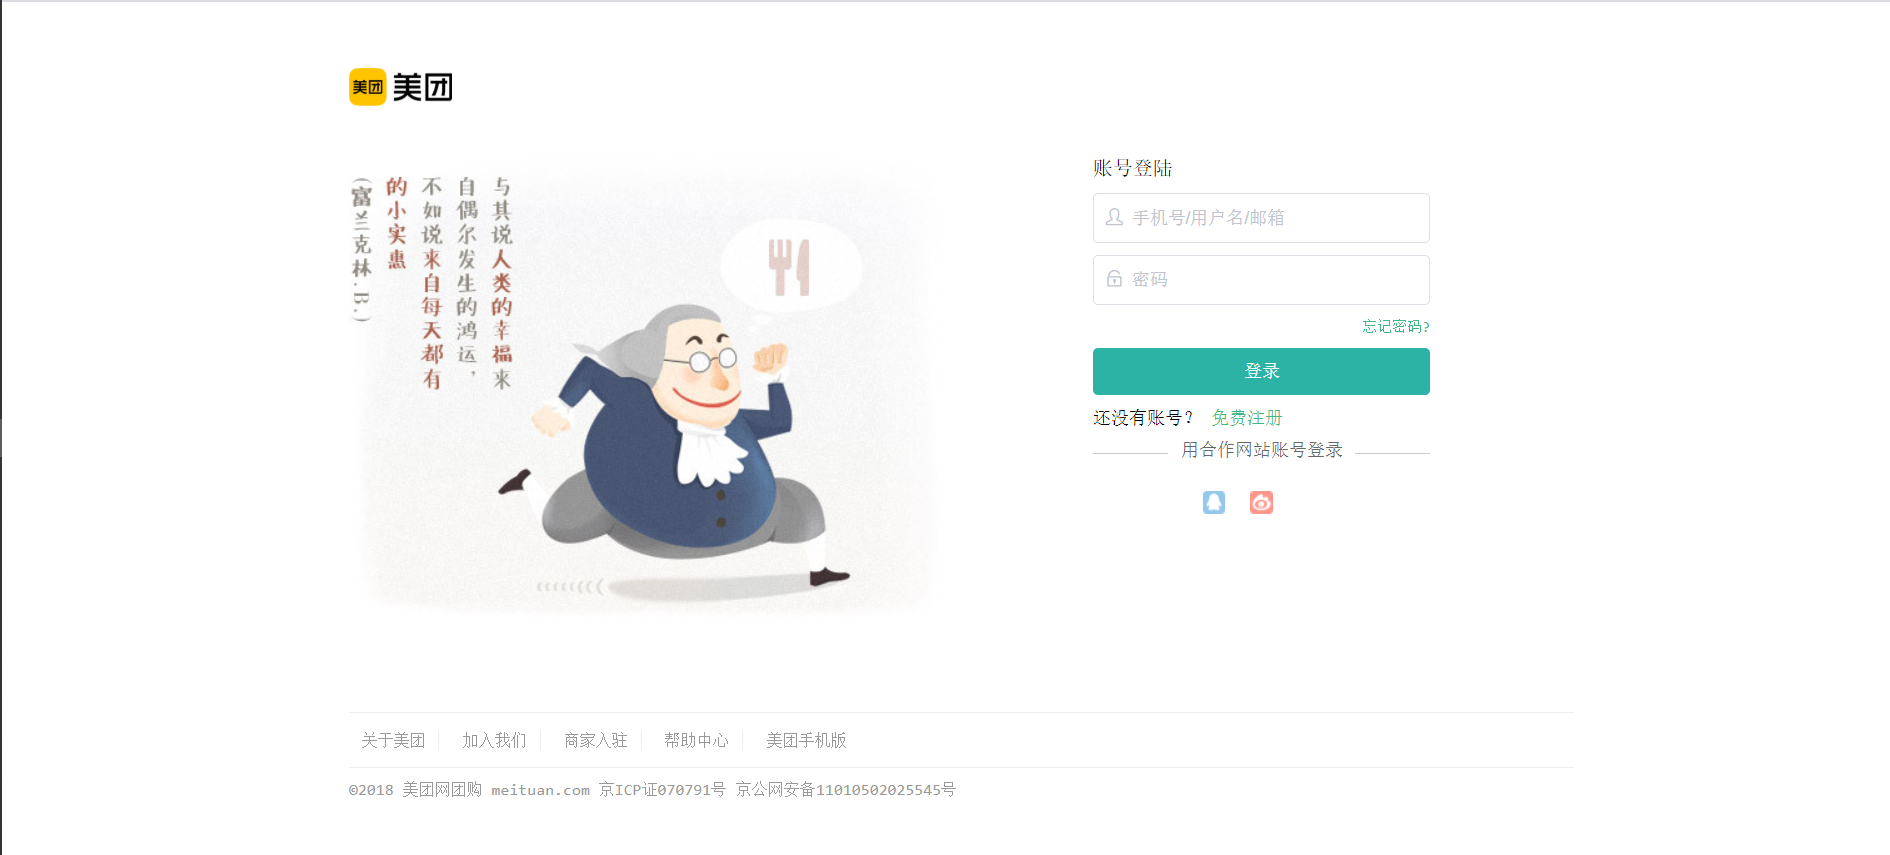 美团 美团
与其说人类的幸福来
自偶尔发生的鸿运，
不如说来自每天都有
的小实惠
(富兰克林.B.)
账号登陆
手机号/用户名/邮箱
密码
忘记密码?
登录
还没有账号? 免费注册
用合作网站账号登录
关于美团 加入我们 商家入驻 帮助中心 美团手机版
©2018 美团网团购 meituan.com 京ICP证070791号 京公网安备11010502025545号